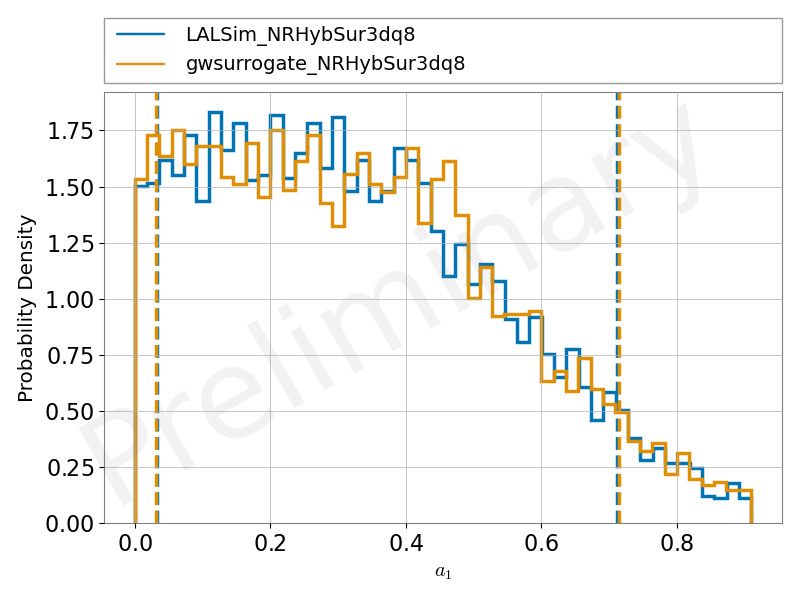 LALSim_NRHybSur3dq8
gwsurrogate_NRHybSur3dq8
1.75
1.50
1.25
1.00
0.75
0.50
0.25
0.00
Probability Density
Preliminary
0.0 0.2 0.4 0.6 0.8
a₁